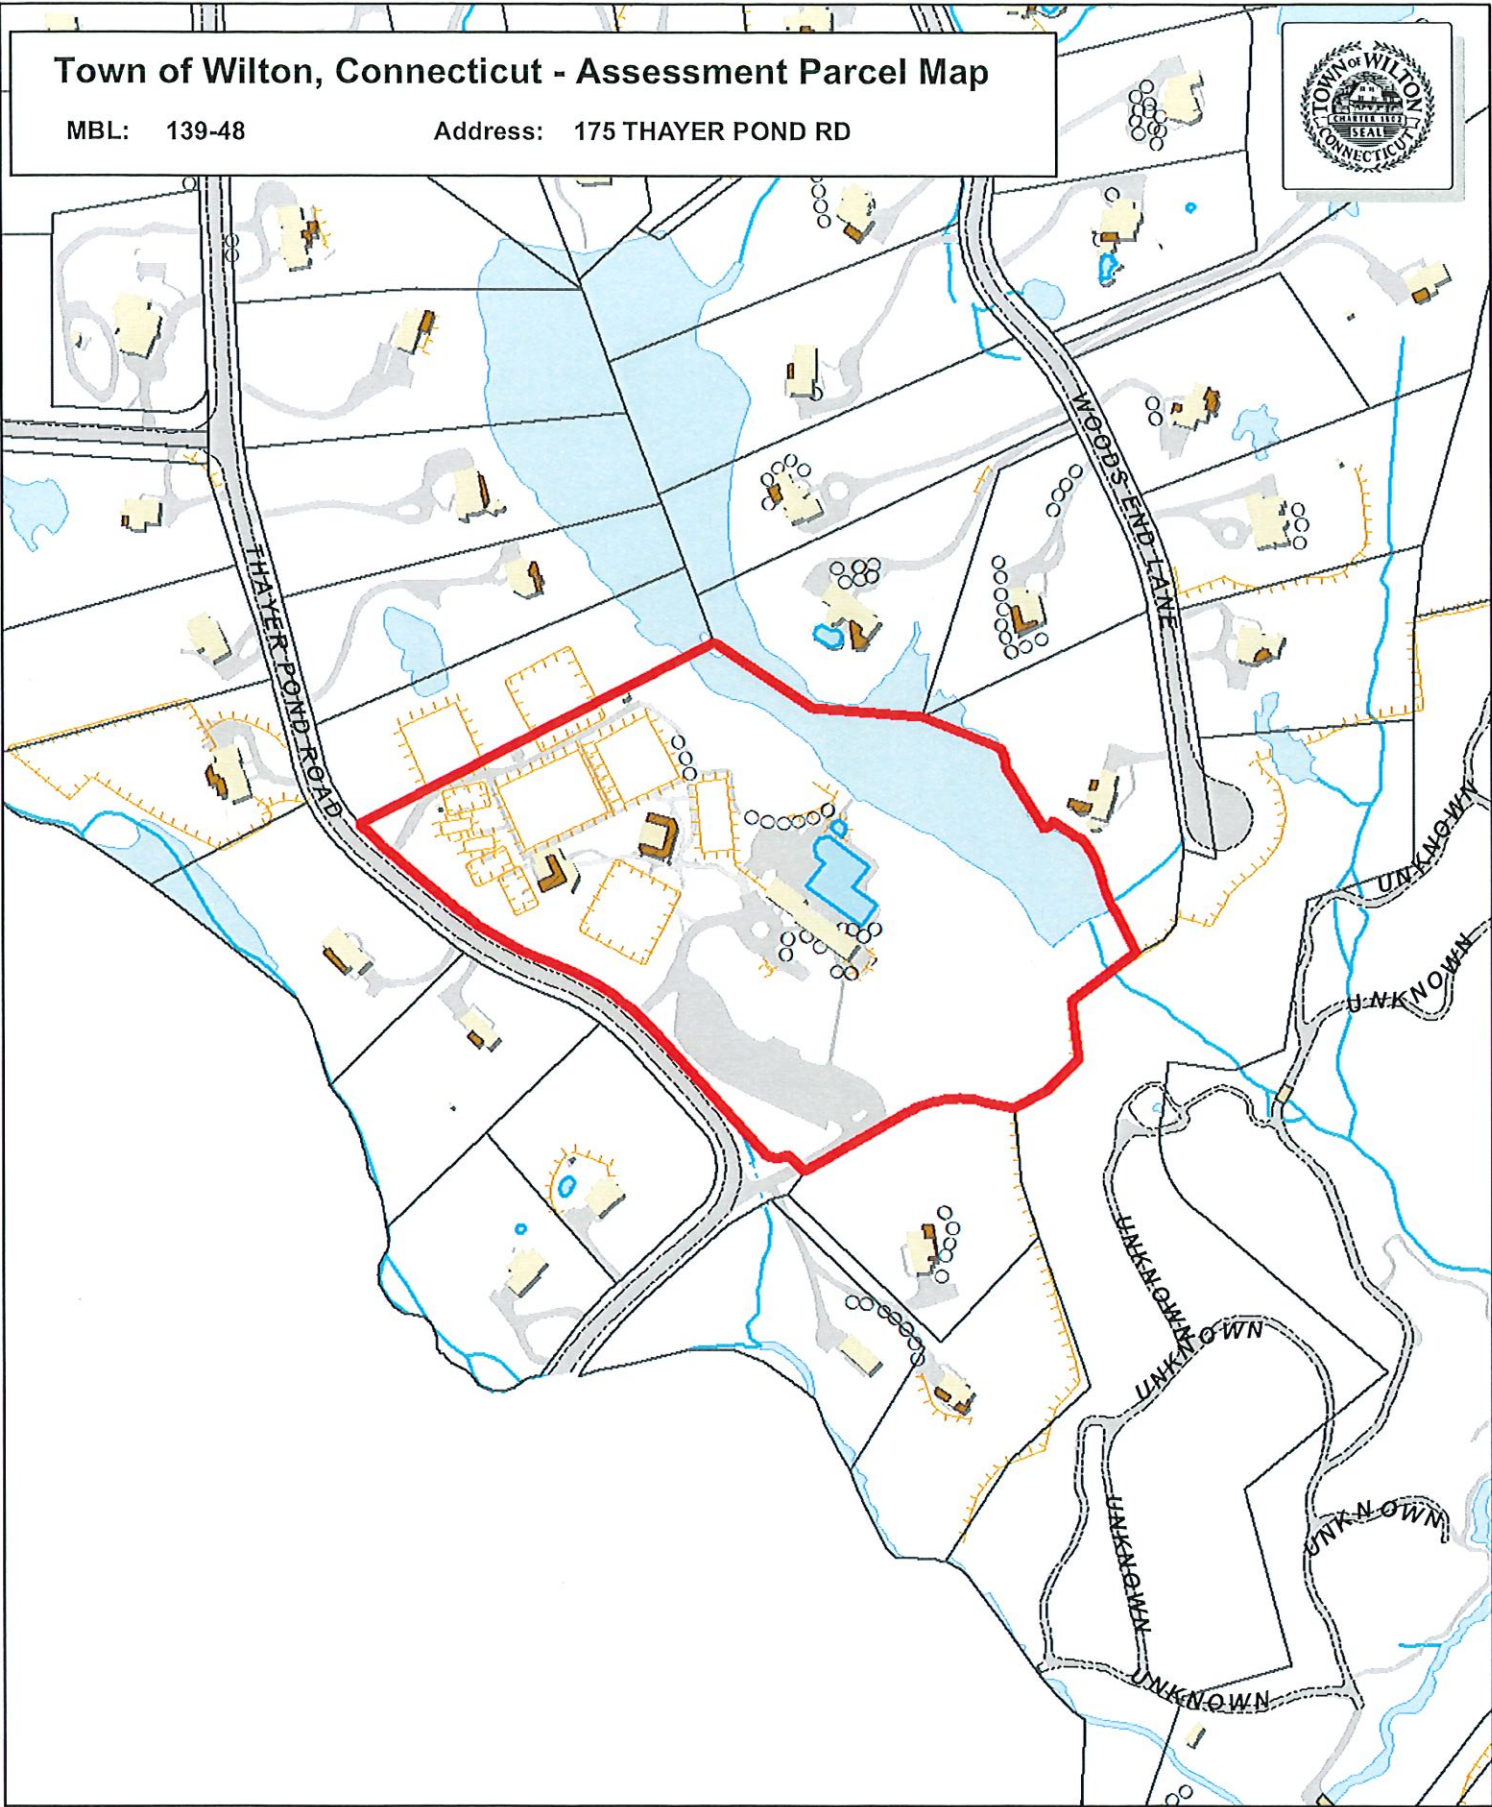 Town of Wilton, Connecticut - Assessment Parcel Map
MBL: 139-48 Address: 175 THAYER POND RD
TOWN OF WILTON
CHARTER 1802
SEAL
CONNECTICUT
WOODS END LANE
THAYER POND ROAD
UNKNOWN
UNKNOWN
UNKNOWN
UNKNOWN
UNKNOWN
UNKNOWN
UNKNOWN